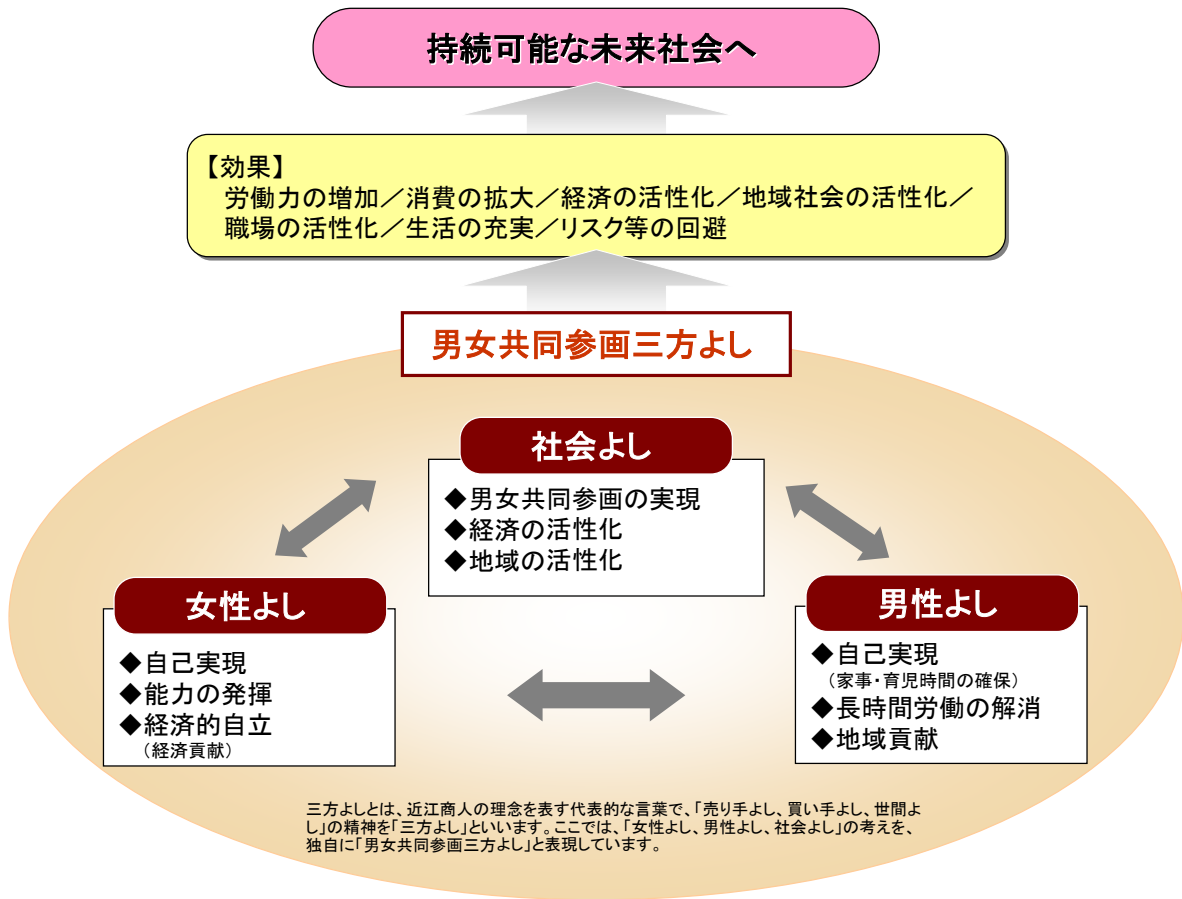 持続可能な未来社会へ
【効果】
労働力の増加／消費の拡大／経済の活性化／地域社会の活性化／
職場の活性化／生活の充実／リスク等の回避
男女共同参画三方よし
社会よし
◆男女共同参画の実現
◆経済の活性化
◆地域の活性化
女性よし
◆自己実現
◆能力の発揮
◆経済的自立
（経済貢献）
男性よし
◆自己実現
（家事・育児時間の確保）
◆長時間労働の解消
◆地域貢献
三方よしとは、近江商人の理念を表す代表的な言葉で、「売り手よし、買い手よし、世間よ
し」の精神を「三方よし」といいます。ここでは、「女性よし、男性よし、社会よし」の考えを、
独自に「男女共同参画三方よし」と表現しています。